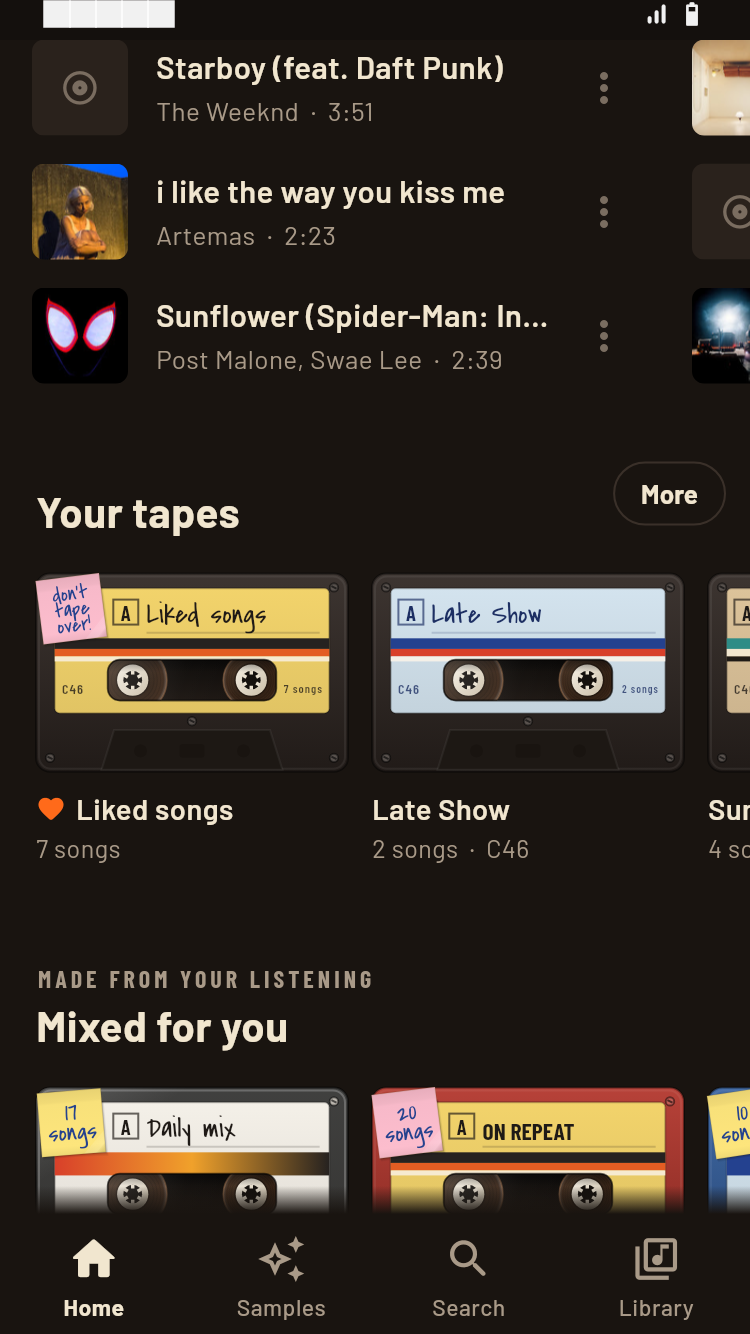 Starboy (feat. Daft Punk)
The Weeknd · 3:51
i like the way you kiss me
Artemas · 2:23
Sunflower (Spider-Man: In...
Post Malone, Swae Lee · 2:39
Your tapes
More
don't
tape
over!
A Liked songs
C46
7 songs
A Late Show
C46
2 songs
A
Liked songs
7 songs
Late Show
2 songs · C46
4 so
MADE FROM YOUR LISTENING
Mixed for you
17
songs
A Daily mix
20
songs
A ON REPEAT
10
Home
Samples
Search
Library